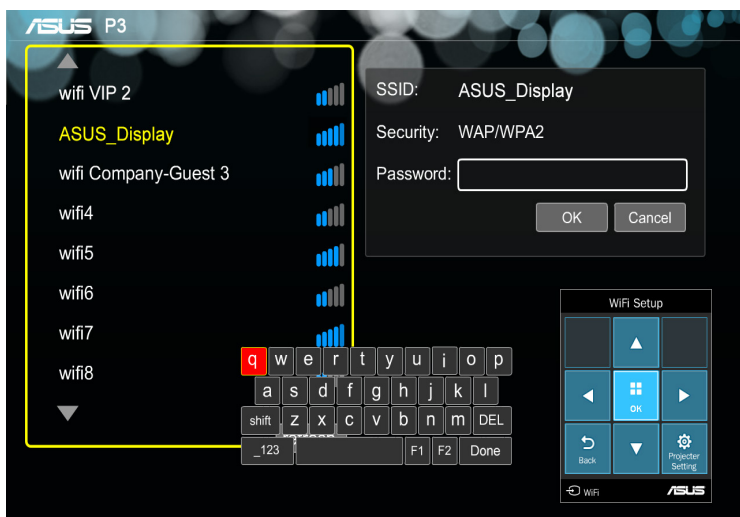 ASUS P3
wifi VIP 2
ASUS_Display
wifi Company-Guest 3
wifi4
wifi5
wifi6
wifi7
wifi8
SSID: ASUS_Display
Security: WAP/WPA2
Password:
OK Cancel
q w e r t y u i o p
a s d f g h j k l
shift z x c v b n m DEL
_123 F1 F2 Done
WiFi Setup
OK
Back
Projecter
Setting
WiFi ASUS